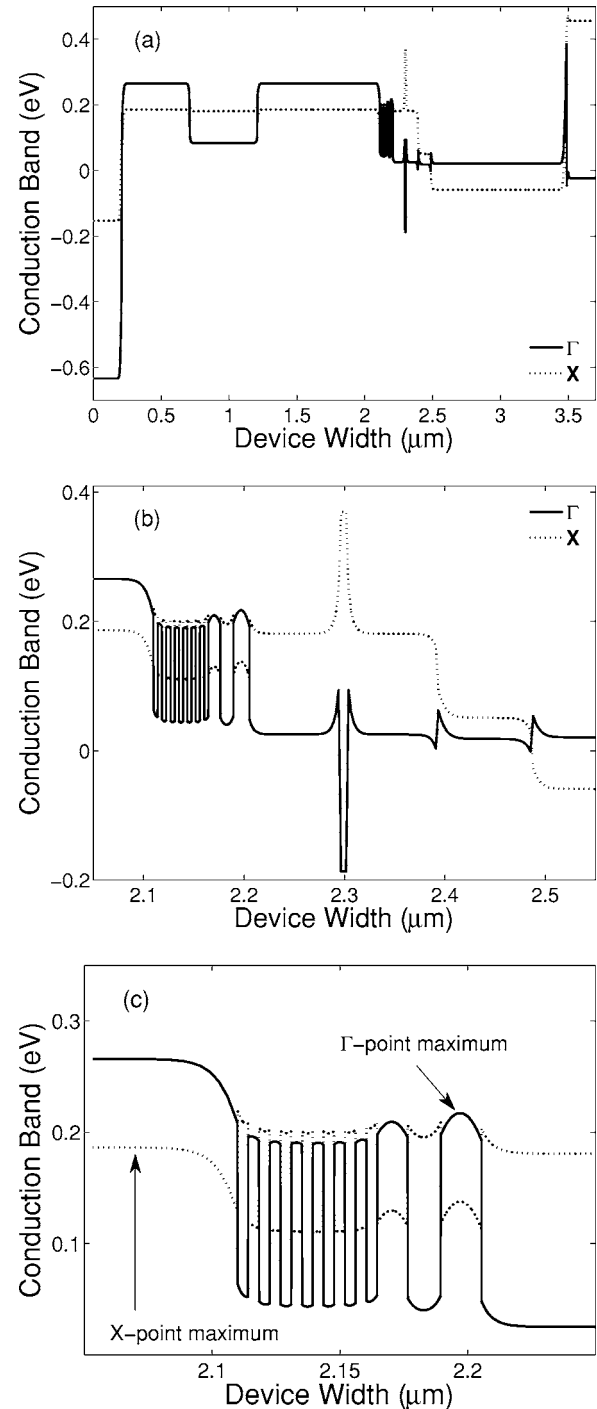 (a)
Conduction Band (eV)
0.4
0.2
0
−0.2
−0.4
−0.6
Γ
X
0 0.5 1 1.5 2 2.5 3 3.5
Device Width (μm)
(b)
Conduction Band (eV)
0.4
0.2
0
−0.2
Γ
X
2.1 2.2 2.3 2.4 2.5
Device Width (μm)
(c)
Conduction Band (eV)
0.3
0.2
0.1
Γ−point maximum
X−point maximum
2.1 2.15 2.2
Device Width (μm)